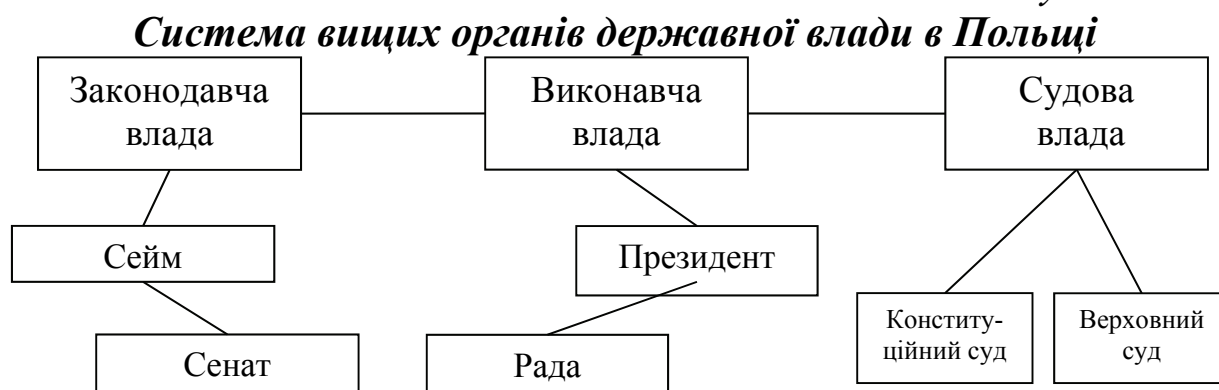 Система вищих органів державної влади в Польщі
Законодавча
влада
Виконавча
влада
Судова
влада
Сейм
Президент
Конститу-
ційний суд
Верховний
суд
Сенат
Рада